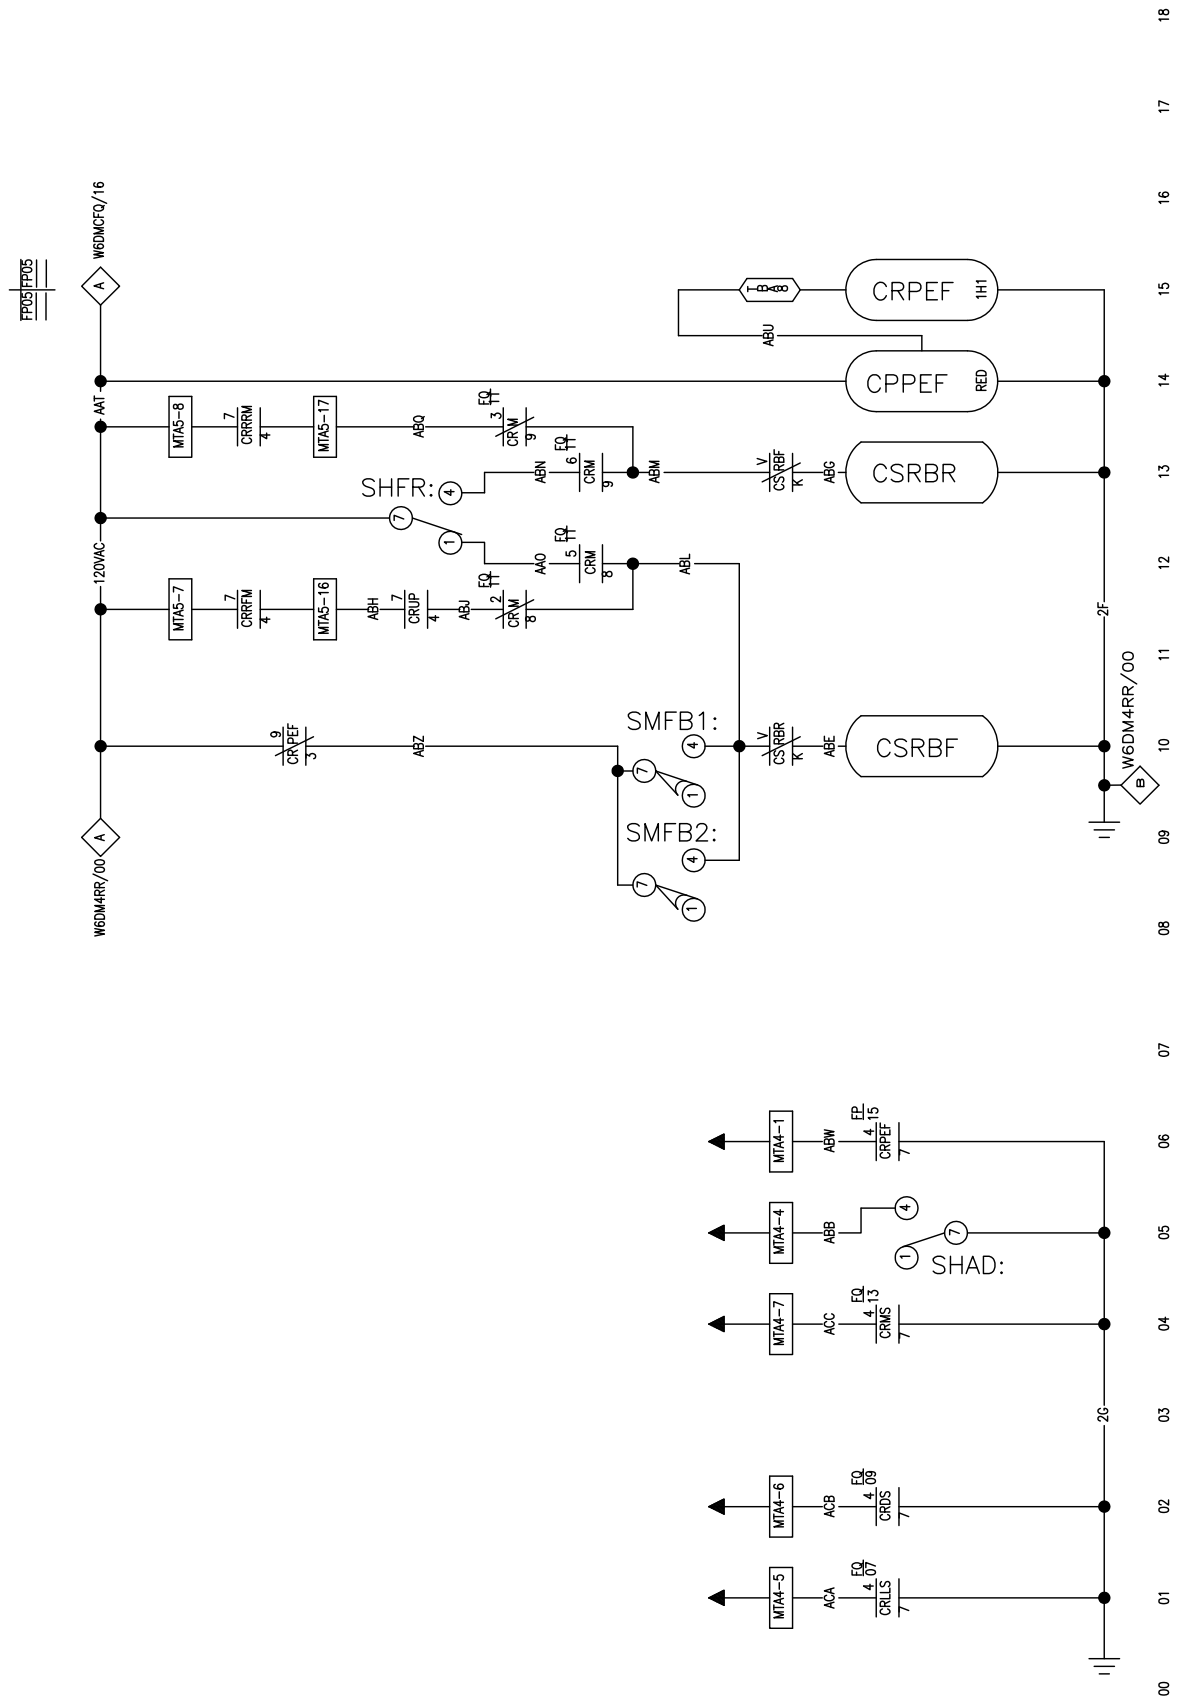 00
01
02
03
04
05
06
07
08
09
10
11
12
13
14
15
16
17
18
FP05 FP05
W6DM4RR/00
A
120VAC
AAT
A
W6DMCFQ/16
MTA4-5
ACA
FQ
07
4
CRLLS
7
MTA4-6
ACB
FQ
09
4
CRDS
7
2G
MTA4-7
ACC
FQ
13
4
CRMS
7
MTA4-4
ABB
4
1
7
SHAD:
MTA4-1
ABW
FP
15
4
CRPEF
7
9
CRPEF
3
ABZ
SMFB1:
4
7
1
SMFB2:
4
7
1
V
CSRBR
K
ABE
CSRBF
W6DM4RR/00
B
MTA5-7
7
CRRFM
4
MTA5-16
ABH
7
CRUP
4
ABJ
FQ
11
2
CRM
8
2F
SHFR:
4
7
1
AAO
FQ
11
5
CRM
8
ABL
ABN
FQ
11
6
CRM
9
ABM
V
CSRBF
K
ABG
CSRBR
MTA5-8
7
CRRRM
4
MTA5-17
ABQ
FQ
11
3
CRM
9
CPPEF
RED
ABU
CRPEF
1H1